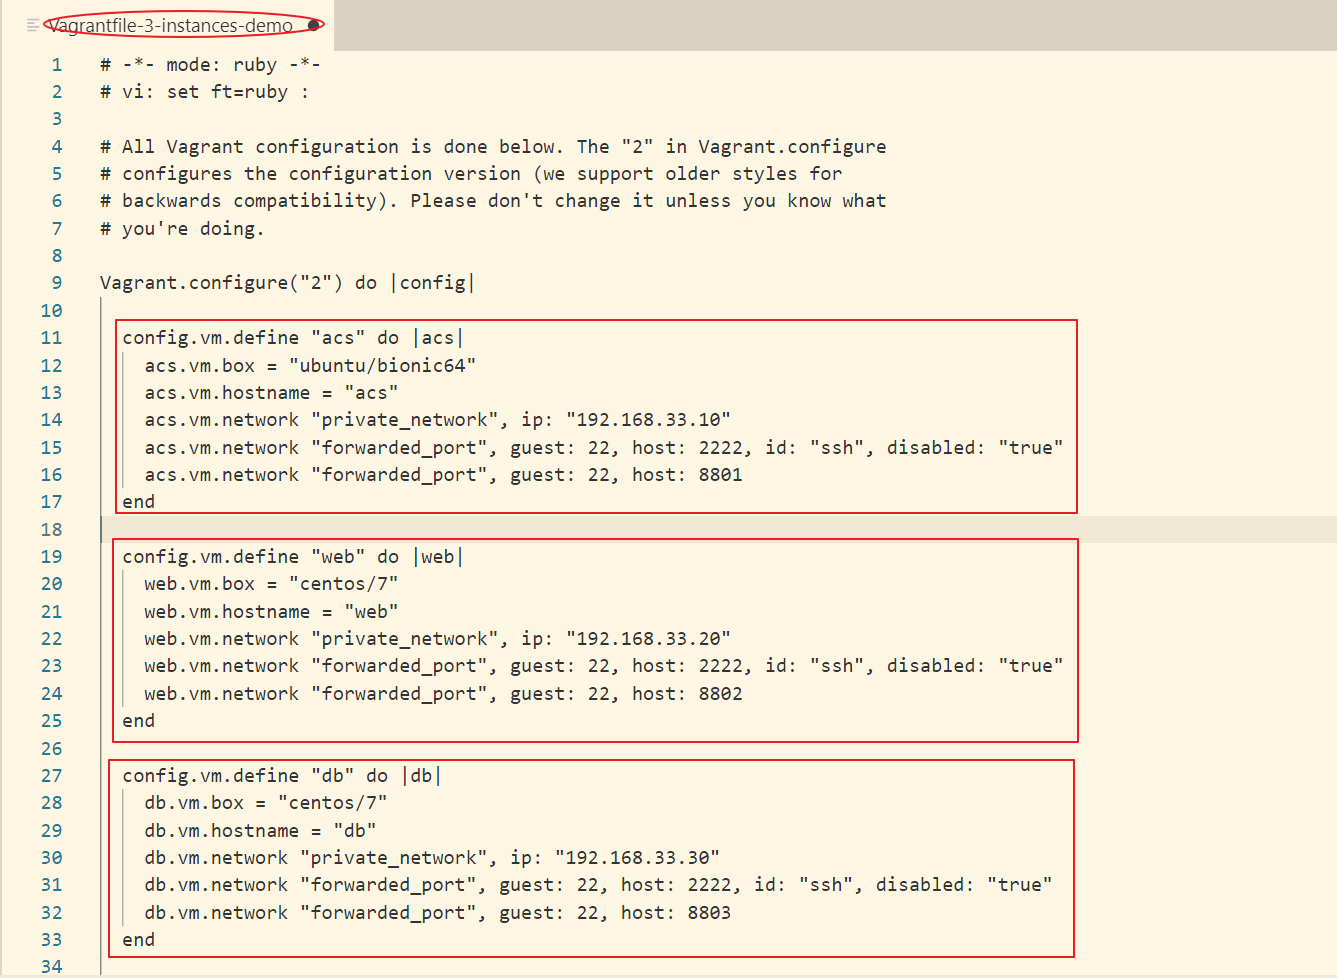 Vagrantfile-3-instances-demo
1 # -*- mode: ruby -*-
2 # vi: set ft=ruby :
3
4 # All Vagrant configuration is done below. The "2" in Vagrant.configure
5 # configures the configuration version (we support older styles for
6 # backwards compatibility). Please don't change it unless you know what
7 # you're doing.
8
9 Vagrant.configure("2") do |config|
10
11 config.vm.define "acs" do |acs|
12 acs.vm.box = "ubuntu/bionic64"
13 acs.vm.hostname = "acs"
14 acs.vm.network "private_network", ip: "192.168.33.10"
15 acs.vm.network "forwarded_port", guest: 22, host: 2222, id: "ssh", disabled: "true"
16 acs.vm.network "forwarded_port", guest: 22, host: 8801
17 end
18
19 config.vm.define "web" do |web|
20 web.vm.box = "centos/7"
21 web.vm.hostname = "web"
22 web.vm.network "private_network", ip: "192.168.33.20"
23 web.vm.network "forwarded_port", guest: 22, host: 2222, id: "ssh", disabled: "true"
24 web.vm.network "forwarded_port", guest: 22, host: 8802
25 end
26
27 config.vm.define "db" do |db|
28 db.vm.box = "centos/7"
29 db.vm.hostname = "db"
30 db.vm.network "private_network", ip: "192.168.33.30"
31 db.vm.network "forwarded_port", guest: 22, host: 2222, id: "ssh", disabled: "true"
32 db.vm.network "forwarded_port", guest: 22, host: 8803
33 end
34